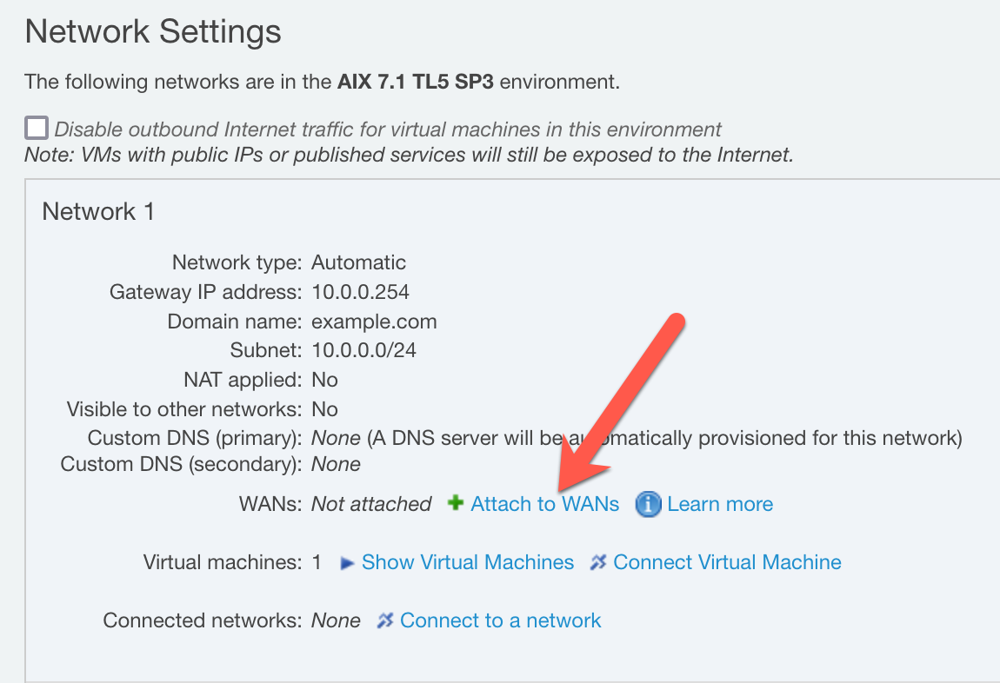 Network Settings
The following networks are in the AIX 7.1 TL5 SP3 environment.
Disable outbound Internet traffic for virtual machines in this environment
Note: VMs with public IPs or published services will still be exposed to the Internet.
Network 1
Network type: Automatic
Gateway IP address: 10.0.0.254
Domain name: example.com
Subnet: 10.0.0.0/24
NAT applied: No
Visible to other networks: No
Custom DNS (primary): None (A DNS server will be automatically provisioned for this network)
Custom DNS (secondary): None
WANs: Not attached Attach to WANs Learn more
Virtual machines: 1 Show Virtual Machines Connect Virtual Machine
Connected networks: None Connect to a network